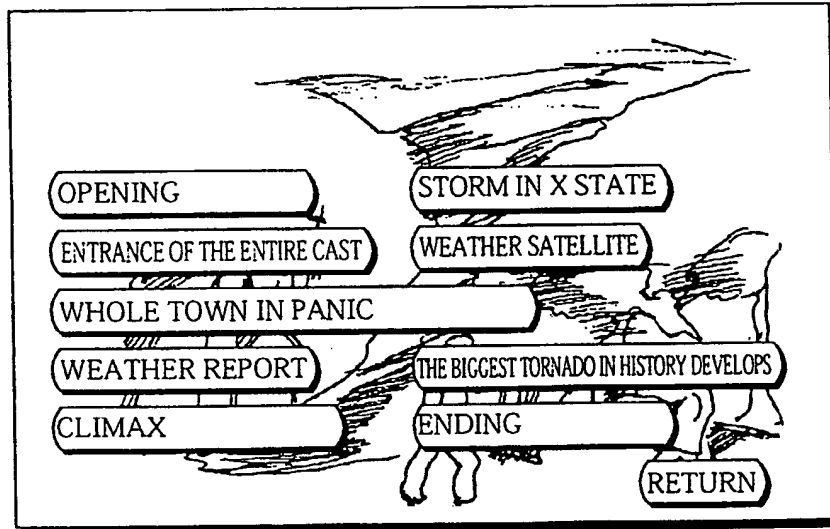 OPENING
STORM IN X STATE
ENTRANCE OF THE ENTIRE CAST
WEATHER SATELLITE
WHOLE TOWN IN PANIC
WEATHER REPORT
THE BIGGEST TORNADO IN HISTORY DEVELOPS
CLIMAX
ENDING
RETURN